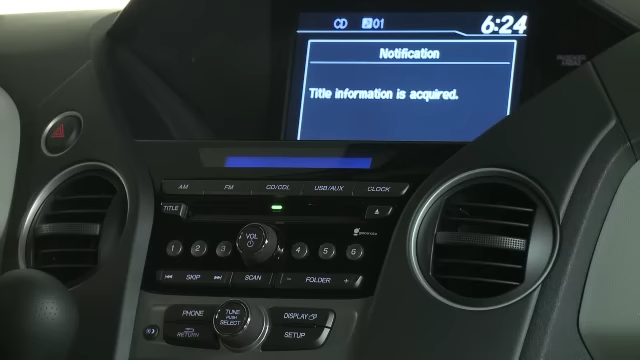 CD 01 6:24
Notification
Title information is acquired.
AM FM CD/CDL USB/AUX CLOCK
TITLE
VOL
1 2 3 4 5 6
SKIP SCAN − FOLDER +
PHONE TUNE PUSH SELECT DISPLAY
RETURN SETUP